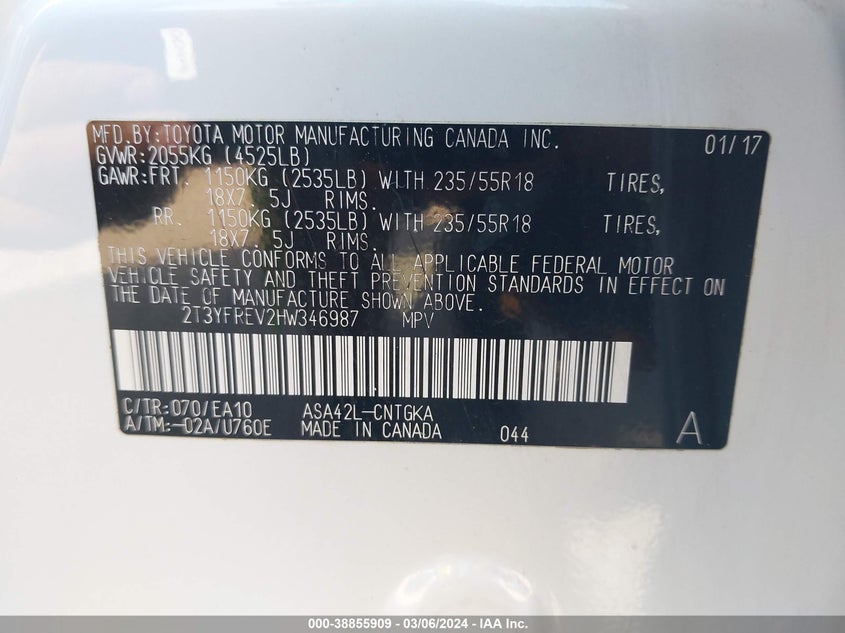 MFD.BY:TOYOTA MOTOR MANUFACTURING CANADA INC. 01/17
GVWR:2055KG (4525LB)
GAWR:FRT. 1150KG (2535LB) WITH 235/55R18 TIRES,
18X7. 5J RIMS.
RR. 1150KG (2535LB) WITH 235/55R18 TIRES,
18X7. 5J RIMS.
THIS VEHICLE CONFORMS TO ALL APPLICABLE FEDERAL MOTOR
VEHICLE SAFETY AND THEFT PREVENTION STANDARDS IN EFFECT ON
THE DATE OF MANUFACTURE SHOWN ABOVE.
2T3YFREV2HW346987 MPV
C/TR:070/EA10 ASA42L-CNTGKA
A/TM:-02A/U760E MADE IN CANADA 044 A
000-38855909 - 03/06/2024 - IAA Inc.